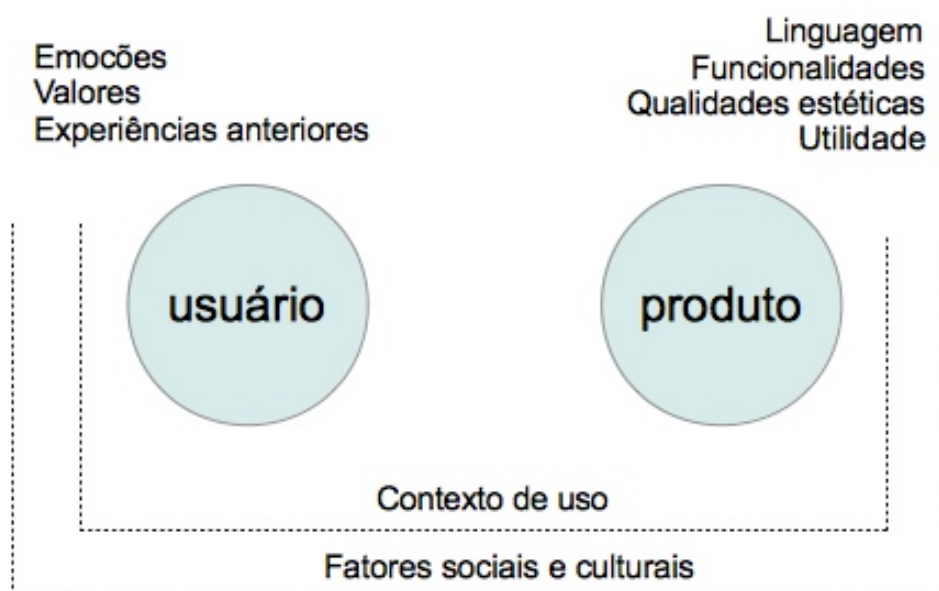 Emocões
Valores
Experiências anteriores
Linguagem
Funcionalidades
Qualidades estéticas
Utilidade
usuário
produto
Contexto de uso
Fatores sociais e culturais